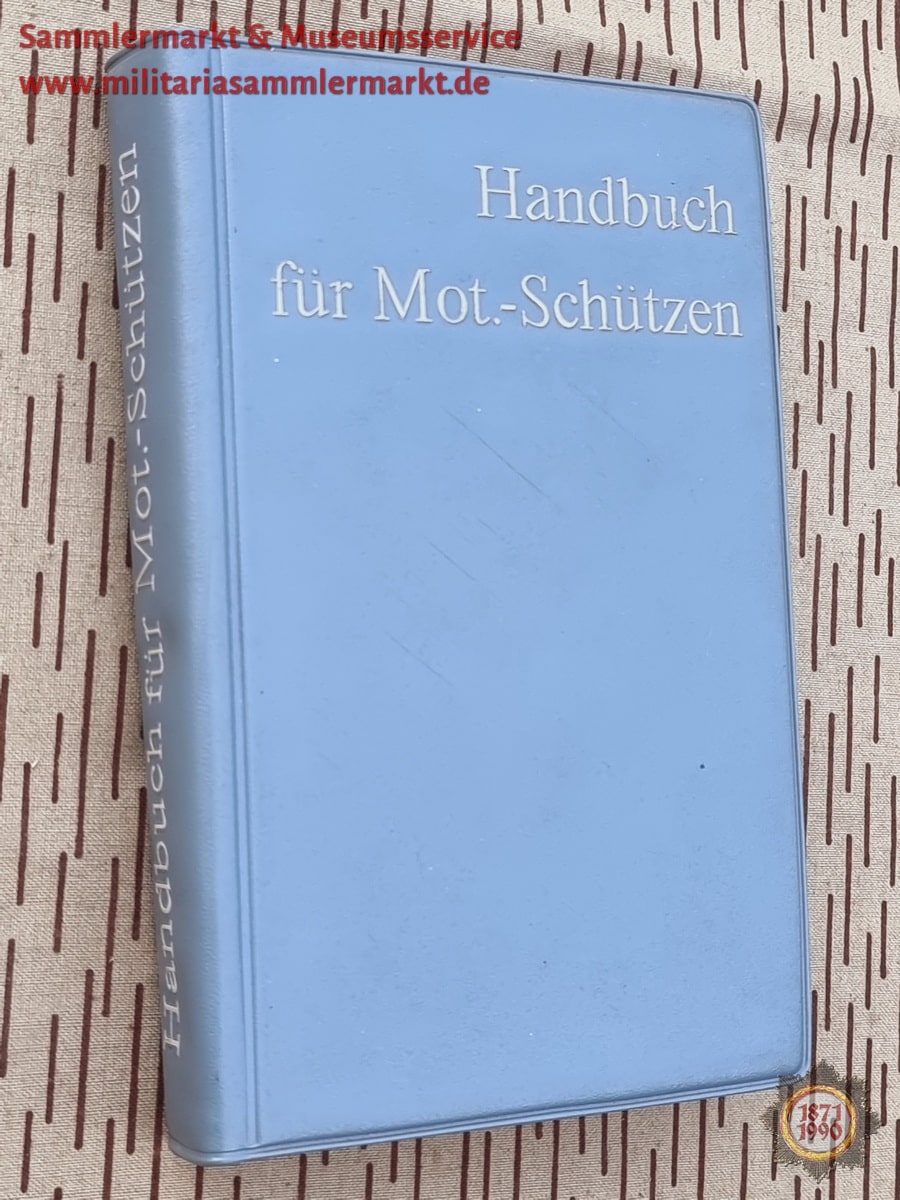 Sammlermarkt & Museumsservice
www.militariasammlermarkt.de
Handbuch
für Mot.-Schützen
Handbuch für Mot.-Schützen
1871
1990